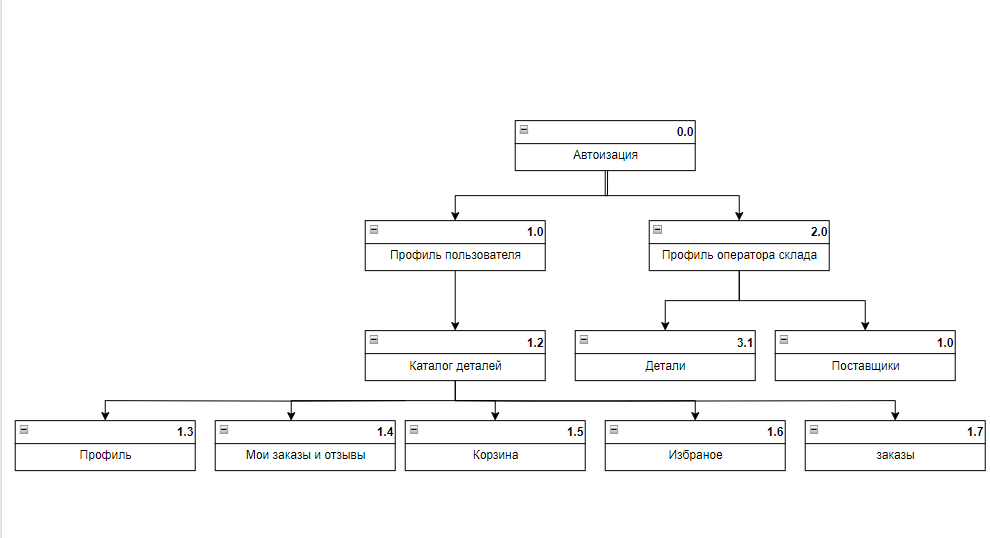 0.0
Автоизация
1.0
Профиль пользователя
2.0
Профиль оператора склада
1.2
Каталог деталей
3.1
Детали
1.0
Поставщики
1.3
Профиль
1.4
Мои заказы и отзывы
1.5
Корзина
1.6
Избраное
1.7
заказы